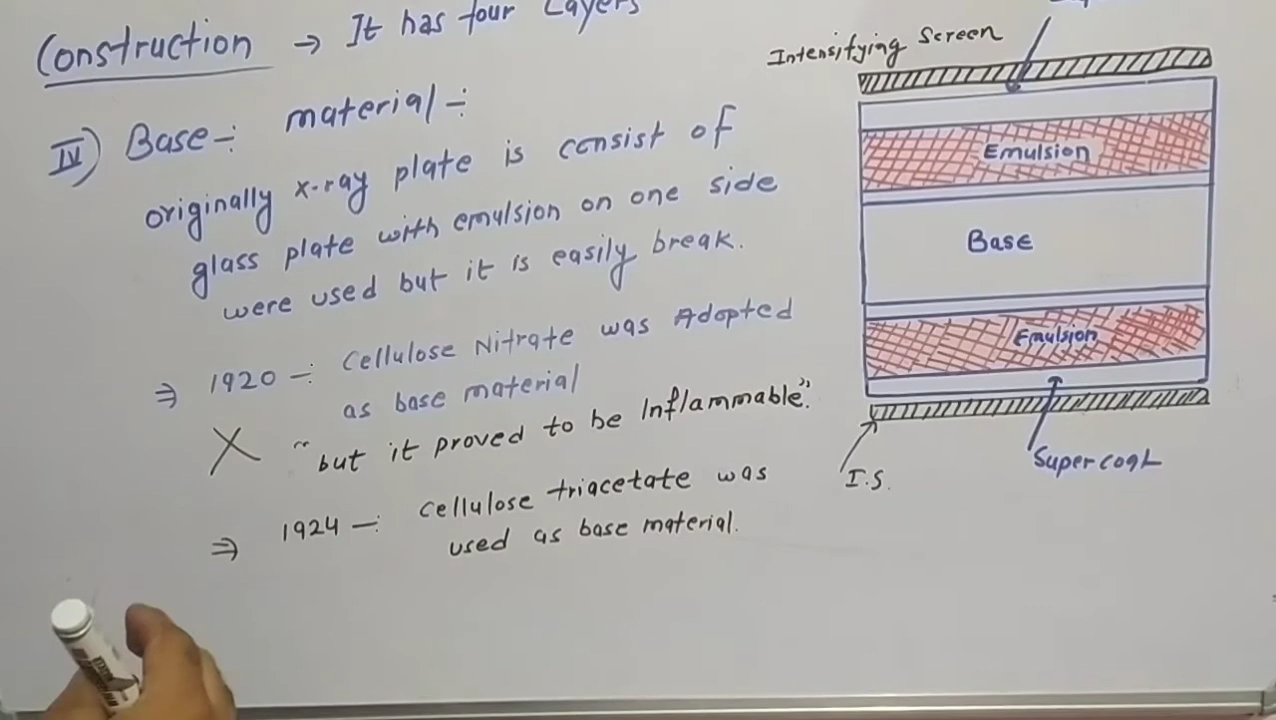 Construction → It has four Layers
IV) Base -: material -:
originally x-ray plate is consist of
glass plate with emulsion on one side
were used but it is easily break.
⇒ 1920 -: Cellulose Nitrate was Adopted
as base material
X "but it proved to be Inflammable".
⇒ 1924 -: Cellulose triacetate was
used as base material.
Intensifying Screen
Emulsion
Base
Emulsion
Super coat
I.S.